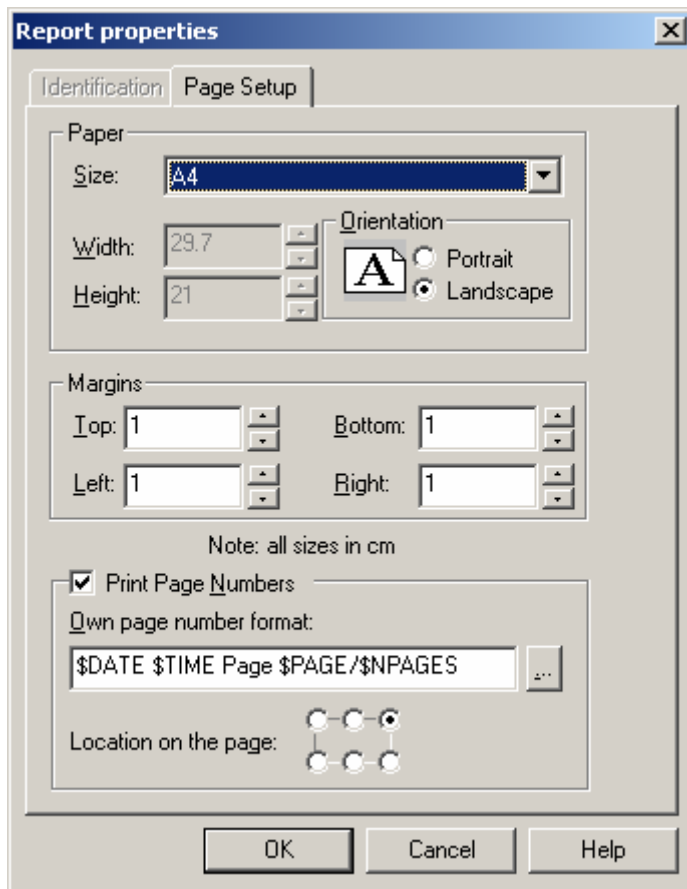 Report properties
Identification Page Setup
Paper
Size: A4
Orientation
Width: 29.7
A Portrait
Height: 21 Landscape
Margins
Top: 1 Bottom: 1
Left: 1 Right: 1
Note: all sizes in cm
Print Page Numbers
Own page number format:
$DATE $TIME Page $PAGE/$NPAGES ...
Location on the page:
OK Cancel Help